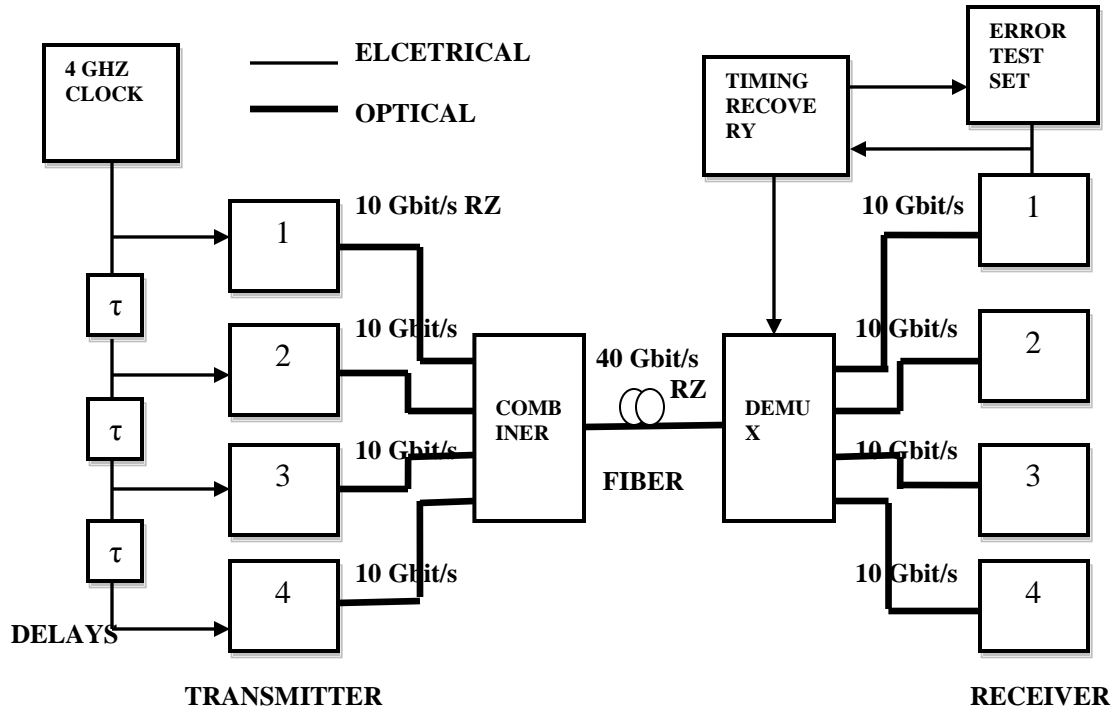 4 GHZ
CLOCK
ELCETRICAL
OPTICAL
TIMING
RECOVE
RY
ERROR
TEST
SET
10 Gbit/s RZ
10 Gbit/s
1
1
τ
10 Gbit/s
10 Gbit/s
2
2
40 Gbit/s
RZ
τ
COMB
INER
DEMU
X
10 Gbit/s
10 Gbit/s
3
3
FIBER
τ
10 Gbit/s
10 Gbit/s
4
4
DELAYS
TRANSMITTER
RECEIVER